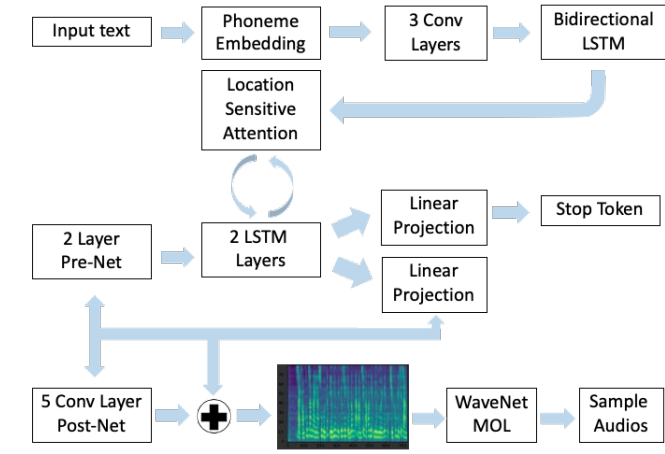 Input text
Phoneme
Embedding
3 Conv
Layers
Bidirectional
LSTM
Location
Sensitive
Attention
2 Layer
Pre-Net
2 LSTM
Layers
Linear
Projection
Stop Token
Linear
Projection
5 Conv Layer
Post-Net
WaveNet
MOL
Sample
Audios